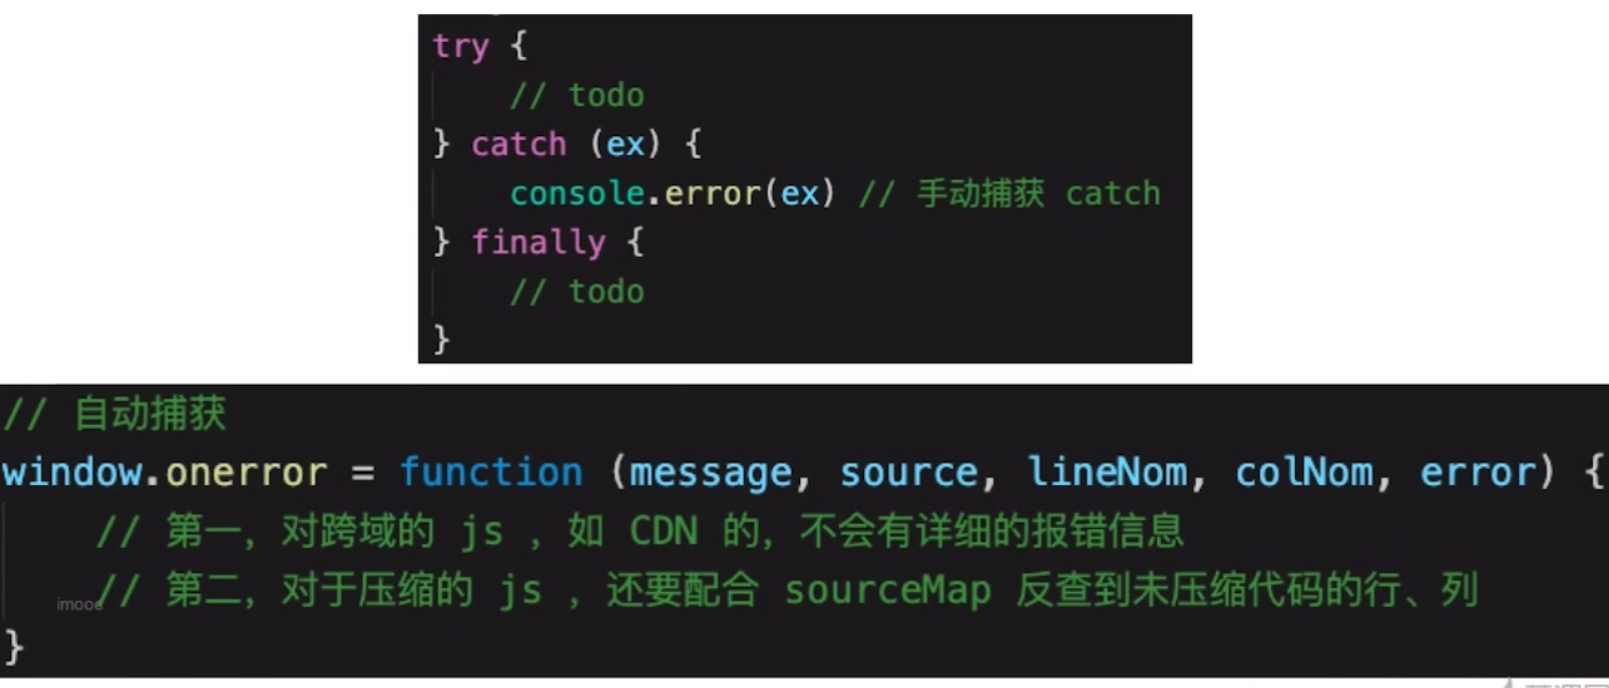 try {
// todo
} catch (ex) {
console.error(ex) // 手动捕获 catch
} finally {
// todo
}
// 自动捕获
window.onerror = function (message, source, lineNom, colNom, error) {
// 第一，对跨域的 js ，如 CDN 的，不会有详细的报错信息
// 第二，对于压缩的 js ，还要配合 sourceMap 反查到未压缩代码的行、列
imooc
}